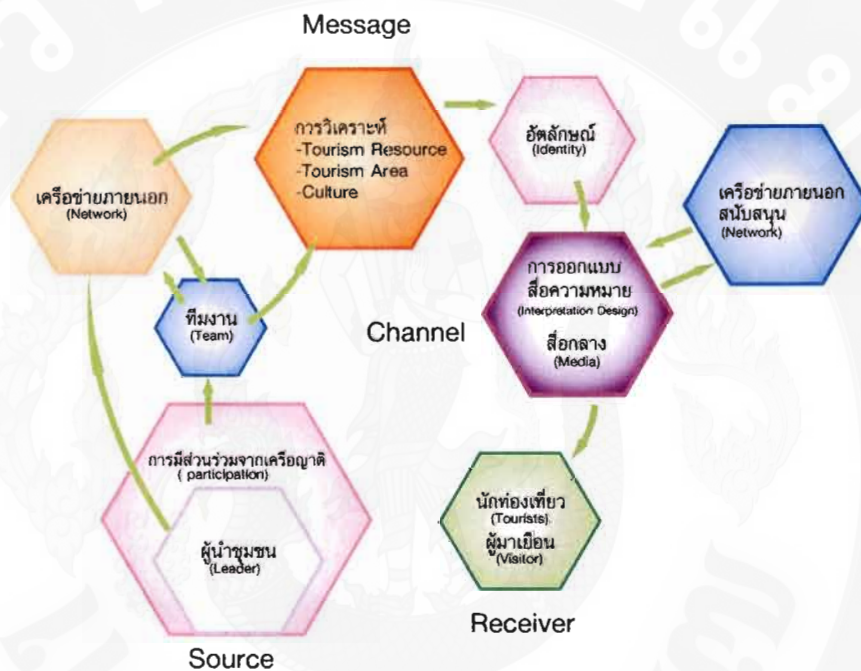 Message
การวิเคราะห์
-Tourism Resource
-Tourism Area
-Culture
อัตลักษณ์
(Identity)
เครือข่ายภายนอก
(Network)
เครือข่ายภายนอก
สนับสนุน
(Network)
ทีมงาน
(Team)
Channel
การออกแบบ
สื่อความหมาย
(Interpretation Design)
สื่อกลาง
(Media)
การมีส่วนร่วมจากเครือญาติ
( participation)
ผู้นำชุมชน
(Leader)
Source
นักท่องเที่ยว
(Tourists)
ผู้มาเยือน
(Visitor)
Receiver